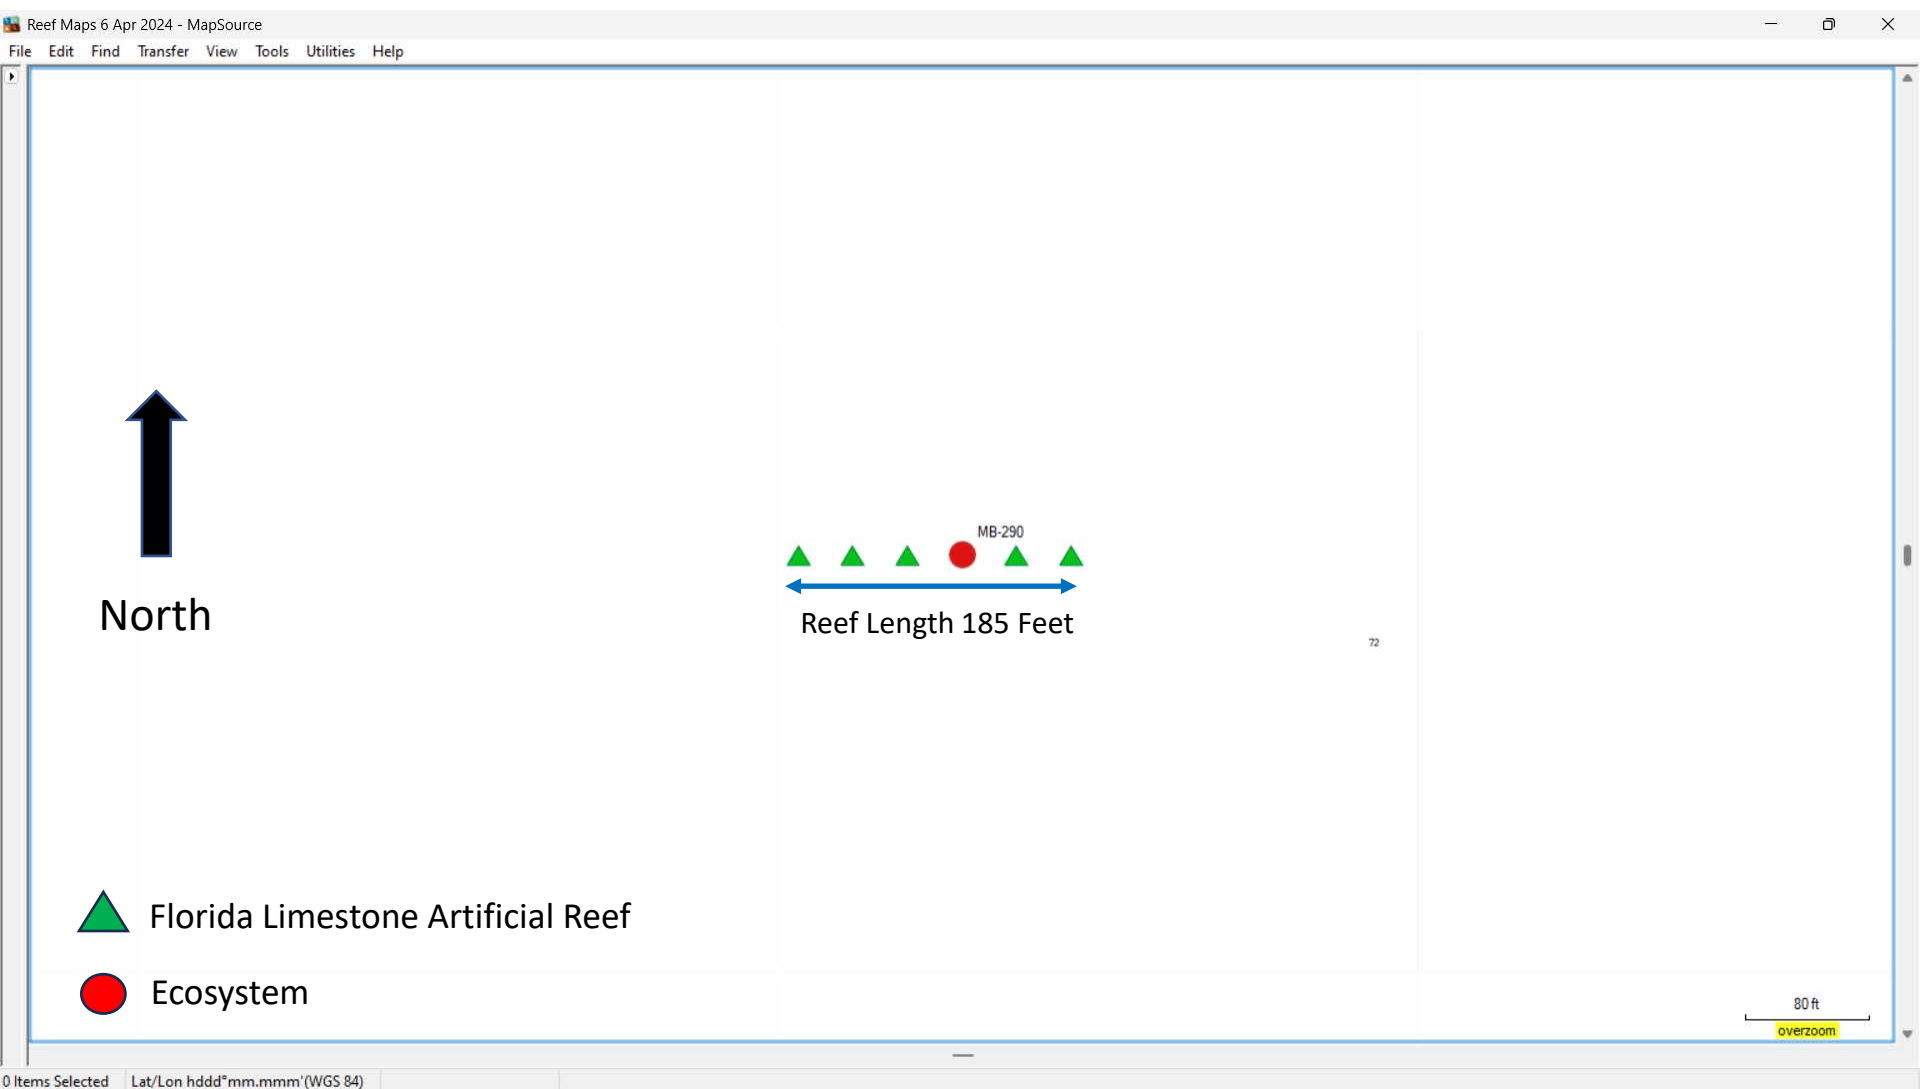 Reef Maps 6 Apr 2024 - MapSource
File Edit Find Transfer View Tools Utilities Help
MB-290
Reef Length 185 Feet
North
72
Florida Limestone Artificial Reef
Ecosystem
80 ft
overzoom
0 Items Selected Lat/Lon hddd°mm.mmm'(WGS 84)